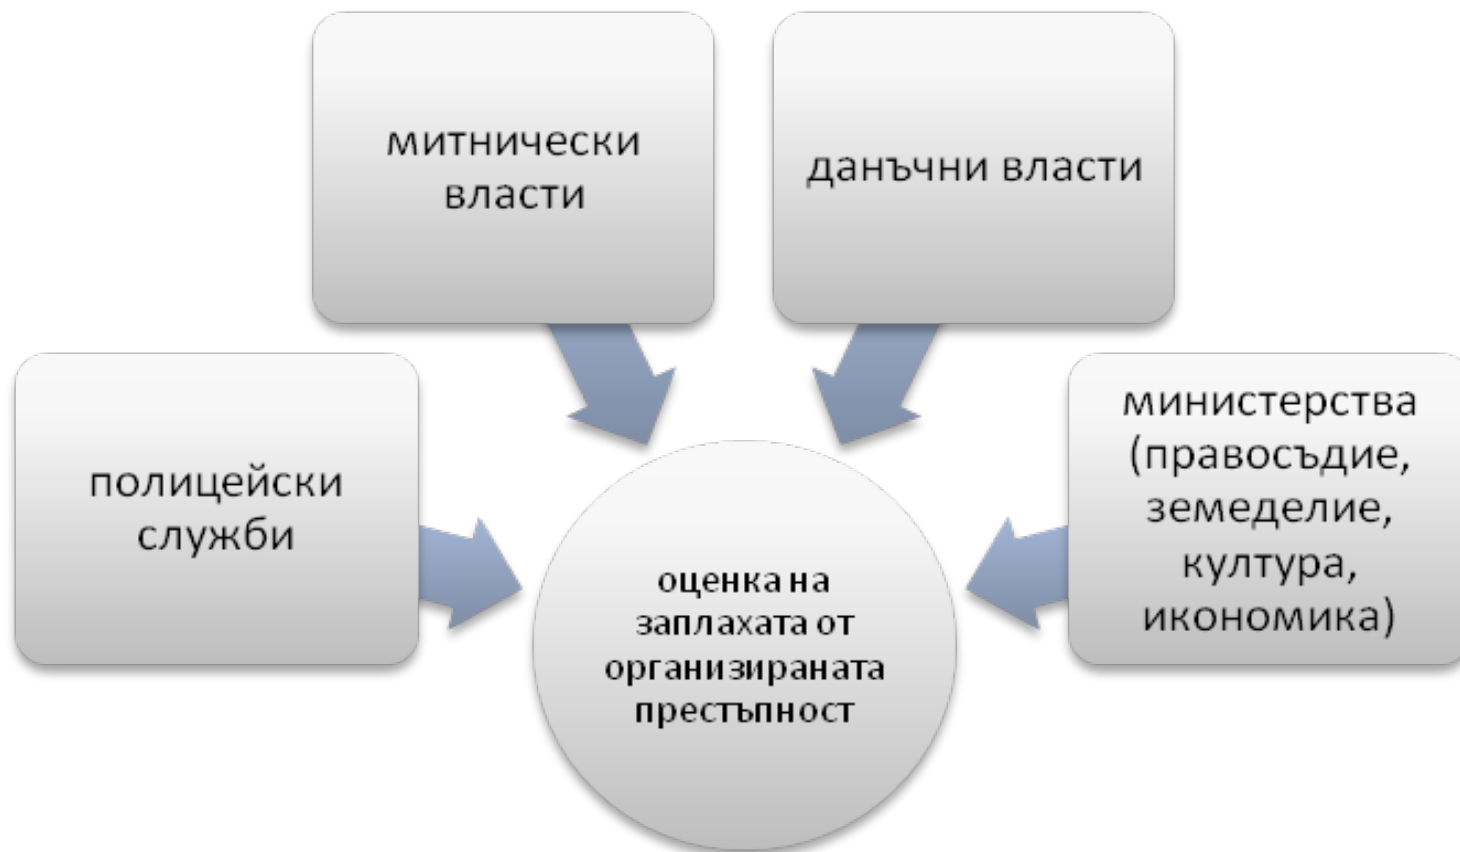 митнически
власти
данъчни власти
полицейски
служби
министерства
(правосъдие,
земеделие,
култура,
икономика)
оценка на
заплахата от
организираната
престъпност